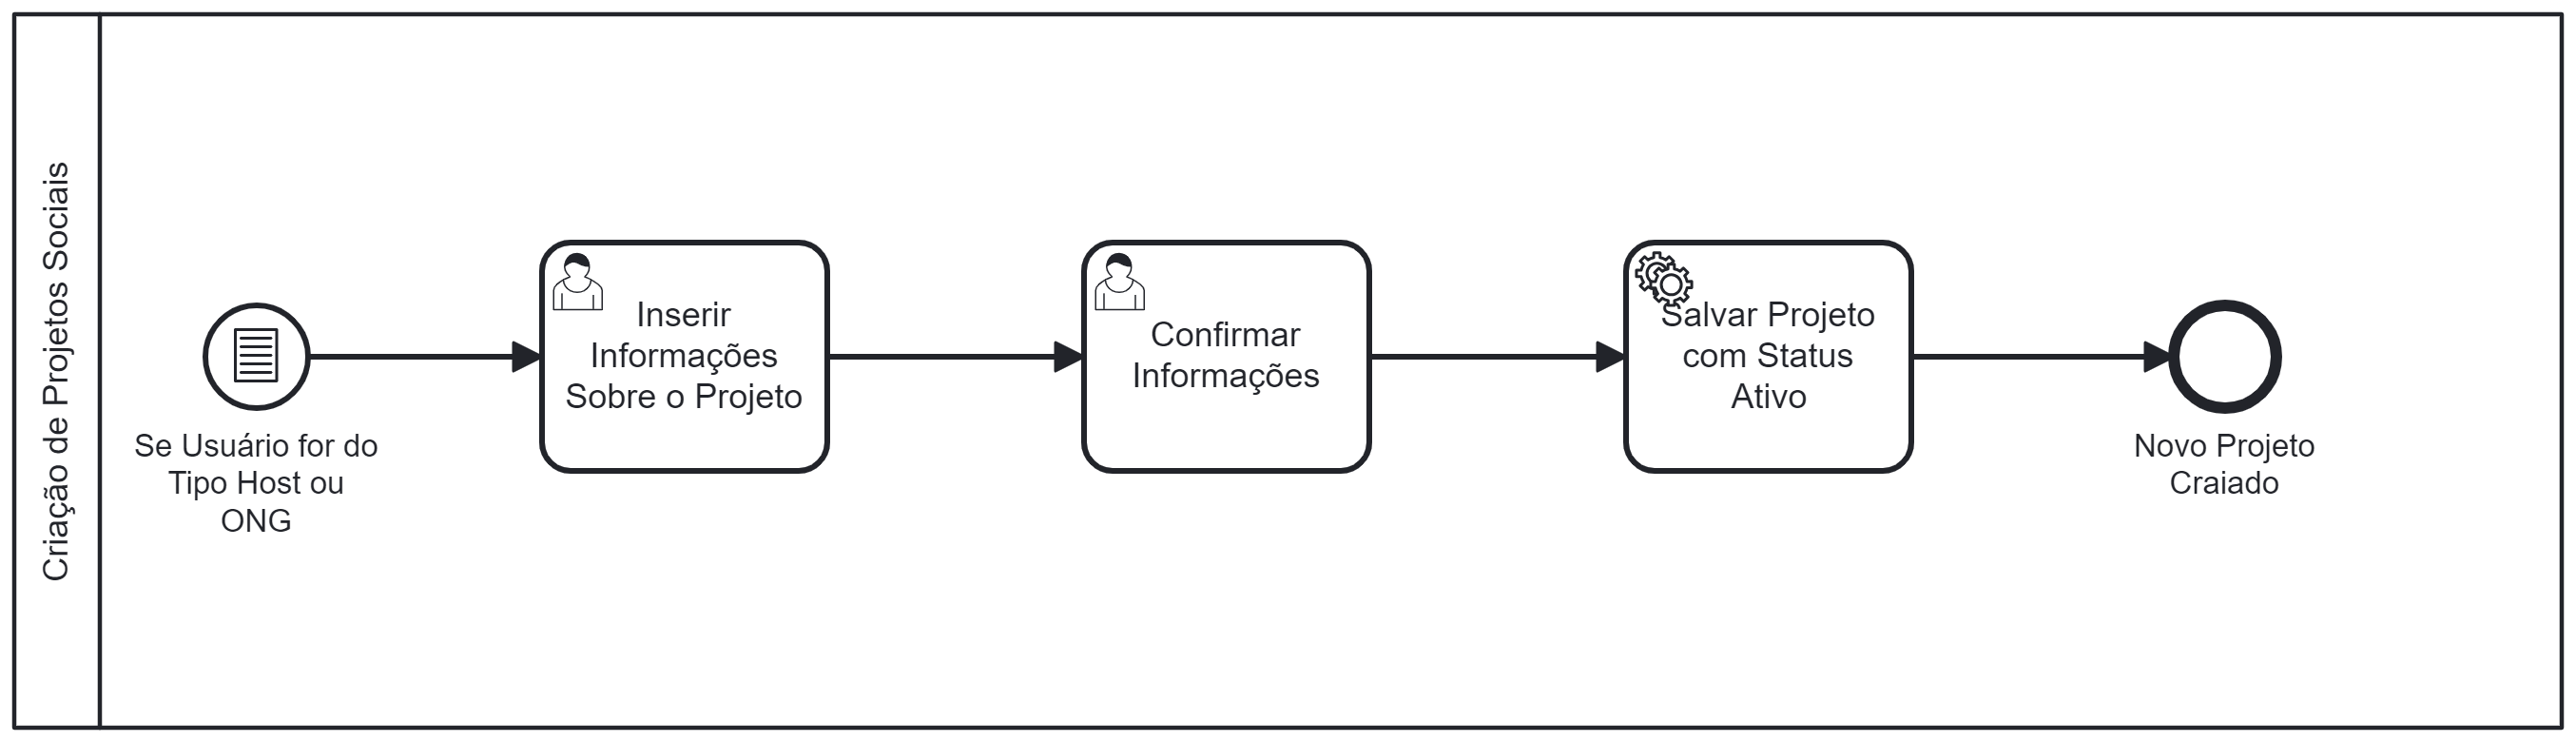 Criação de Projetos Sociais
Se Usuário for do
Tipo Host ou
ONG
Inserir
Informações
Sobre o Projeto
Confirmar
Informações
Salvar Projeto
com Status
Ativo
Novo Projeto
Craiado